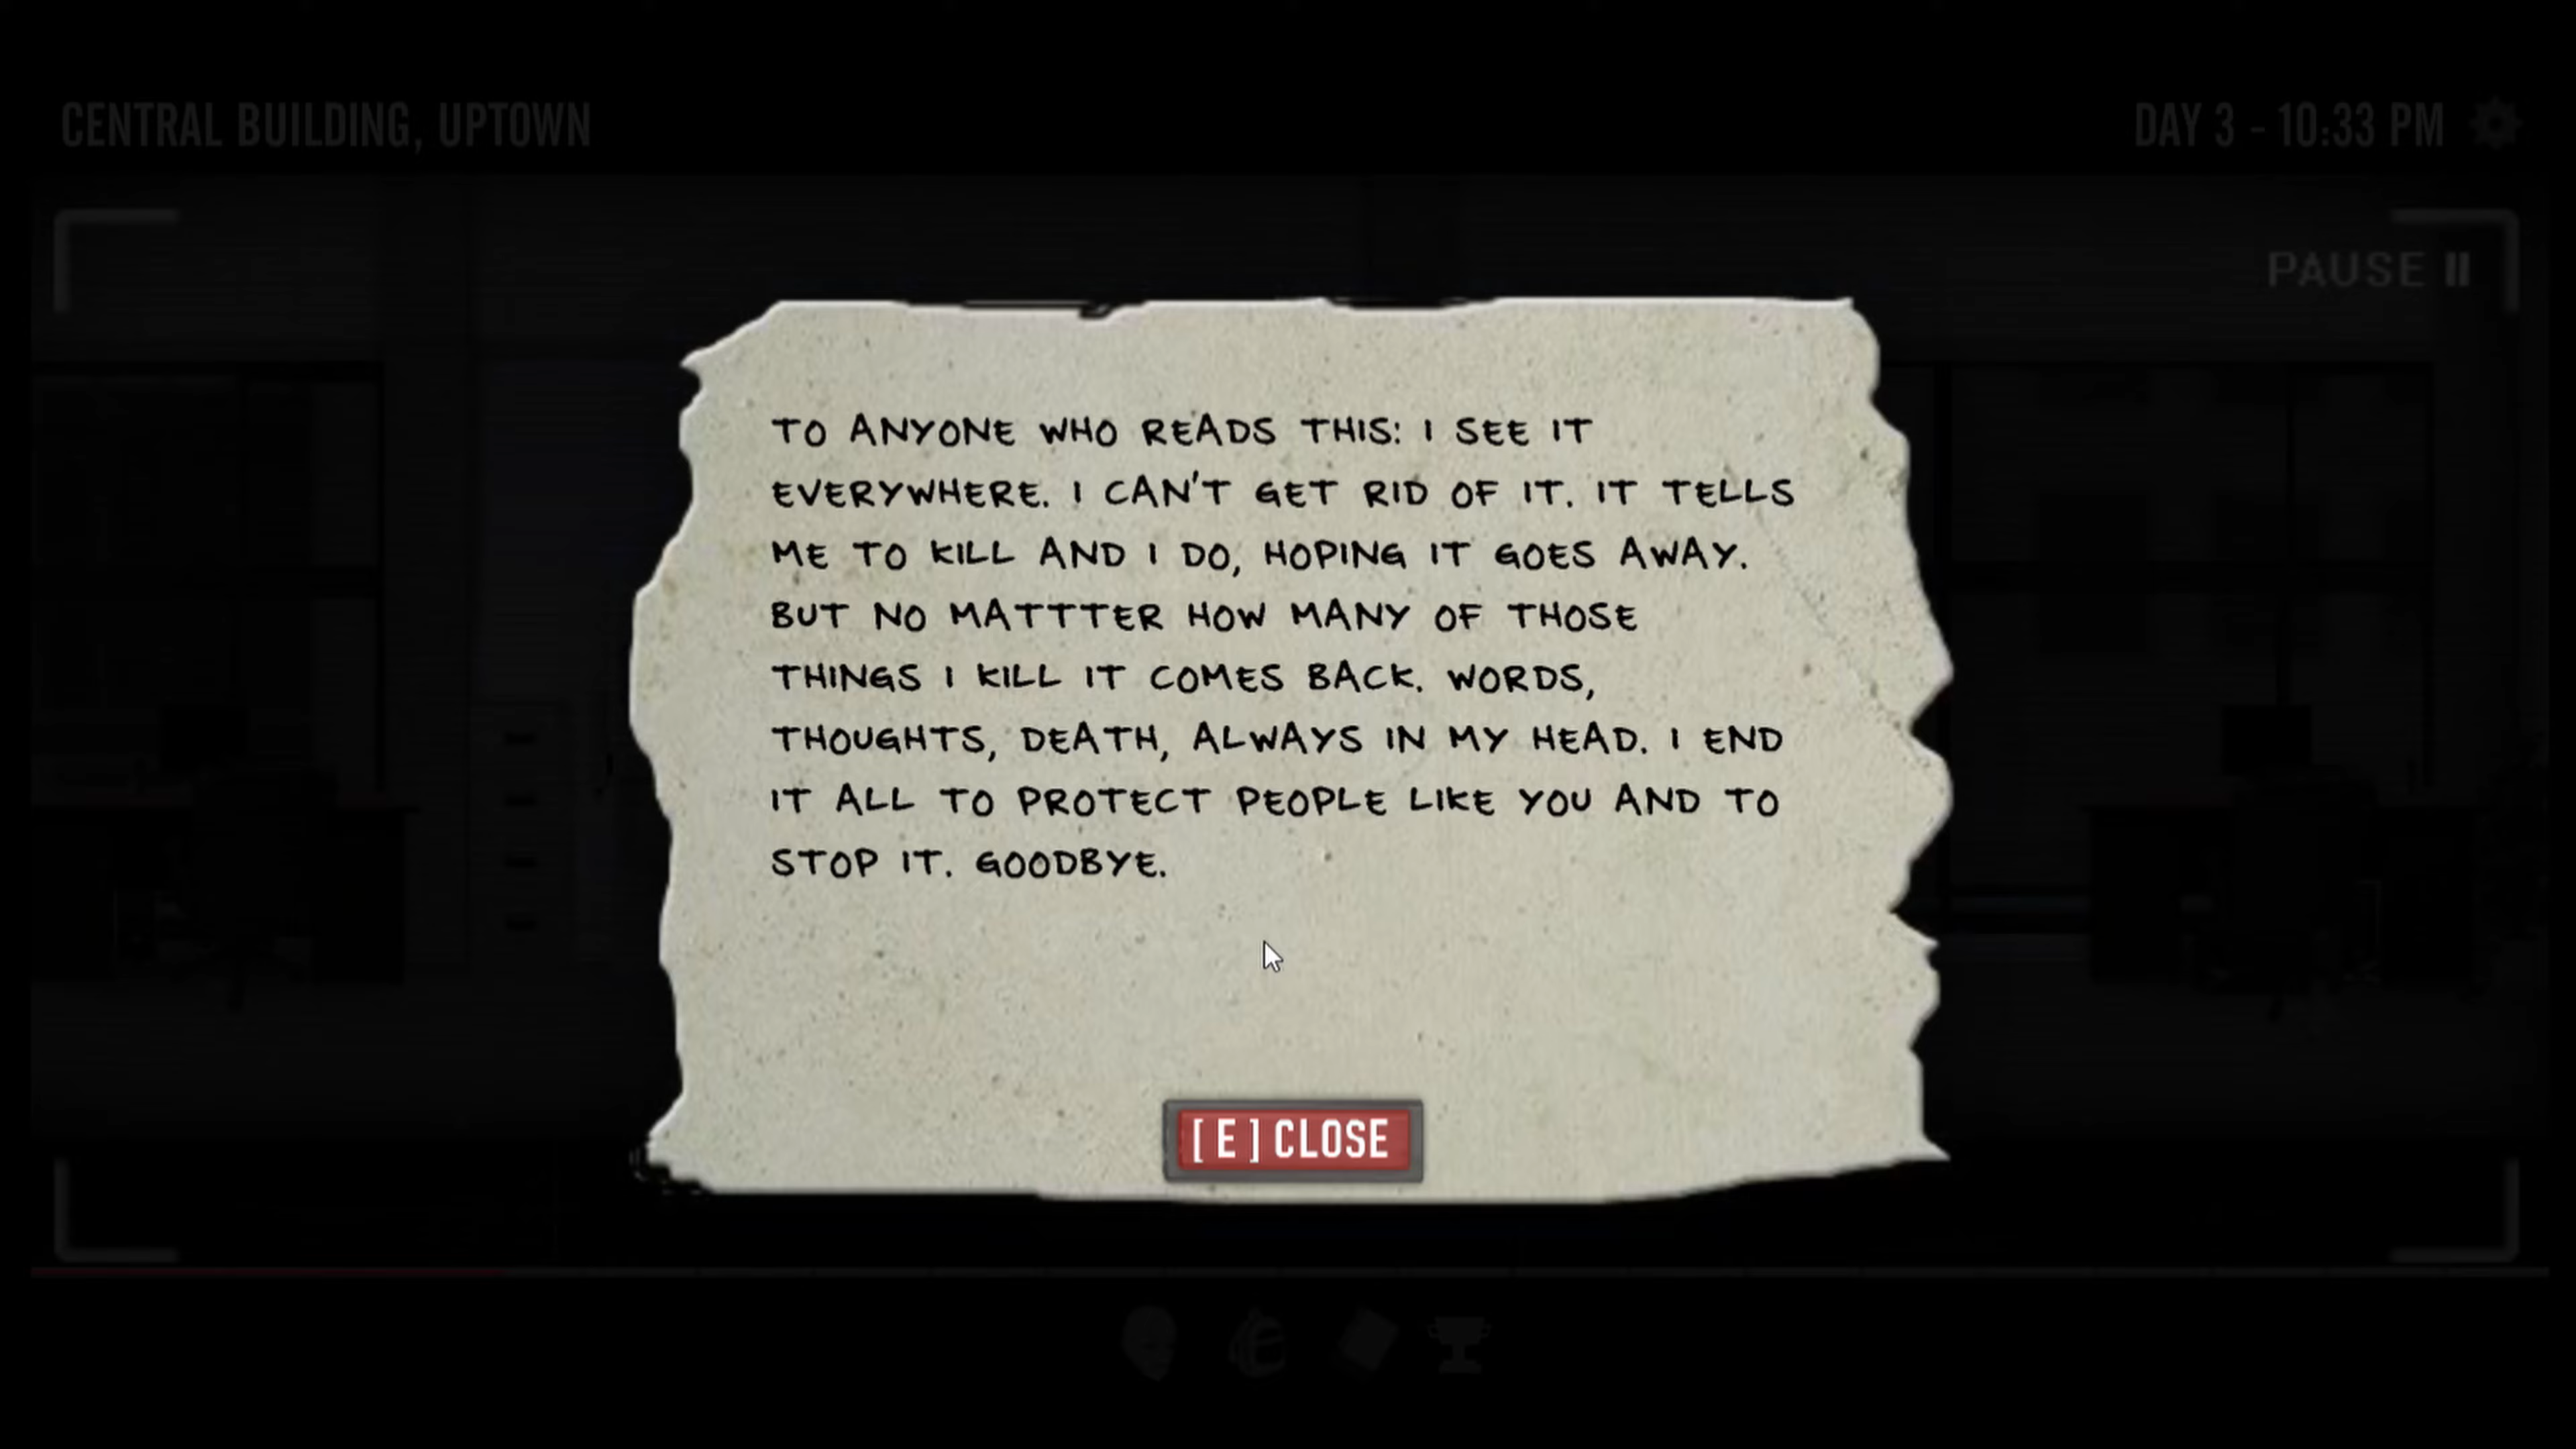 CENTRAL BUILDING, UPTOWN
DAY 3 - 10:33 PM
PAUSE
TO ANYONE WHO READS THIS: I SEE IT
EVERYWHERE. I CAN'T GET RID OF IT. IT TELLS
ME TO KILL AND I DO, HOPING IT GOES AWAY.
BUT NO MATTTER HOW MANY OF THOSE
THINGS I KILL IT COMES BACK. WORDS,
THOUGHTS, DEATH, ALWAYS IN MY HEAD. I END
IT ALL TO PROTECT PEOPLE LIKE YOU AND TO
STOP IT. GOODBYE.
[ E ] CLOSE